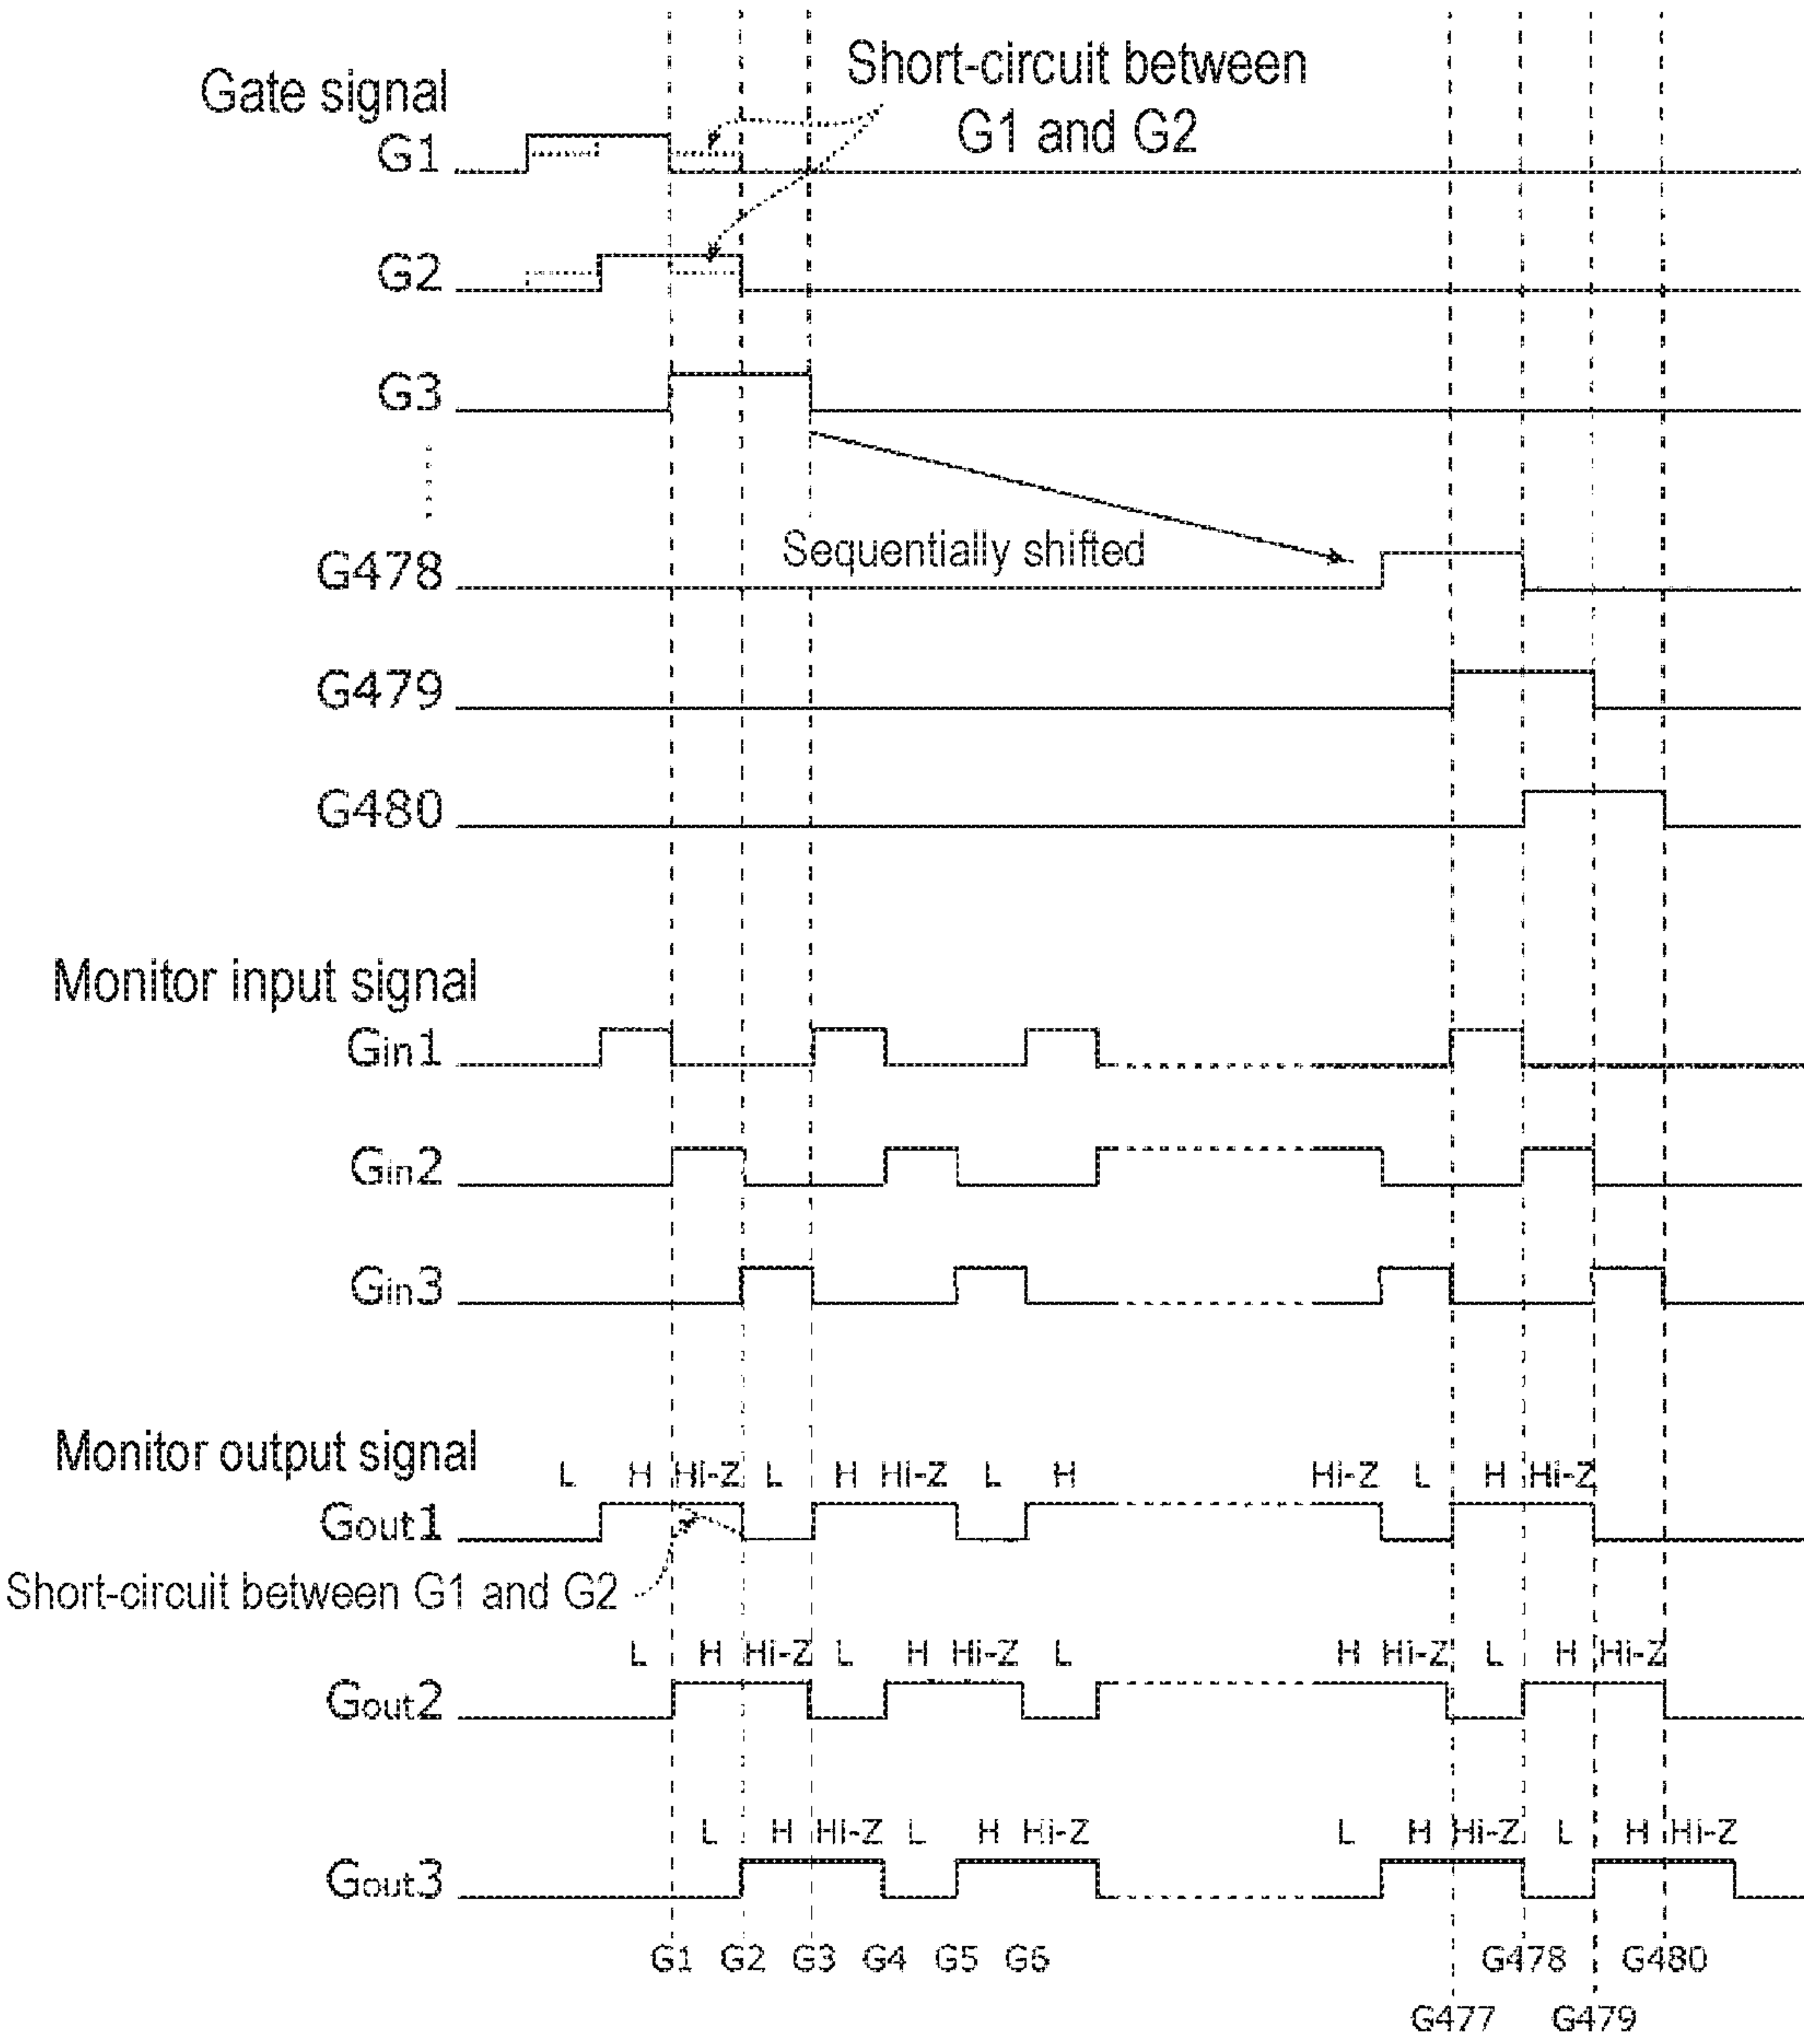 Gate signal
Short-circuit between
G1 and G2
G1
G2
G3
G478
Sequentially shifted
G479
G480
Monitor input signal
Gin1
Gin2
Gin3
Monitor output signal
L H Hi-Z L H Hi-Z L H Hi-Z L H Hi-Z
Gout1
Short-circuit between G1 and G2
L H Hi-Z L H Hi-Z L H Hi-Z L H Hi-Z
Gout2
L H Hi-Z L H Hi-Z L H Hi-Z L H Hi-Z
Gout3
G1 G2 G3 G4 G5 G6 G478 G480
G477 G479